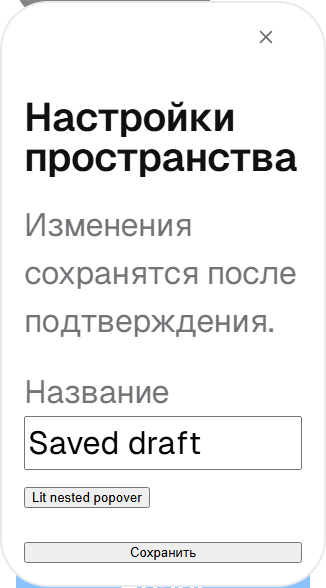 Настройки
пространства
Изменения
сохранятся после
подтверждения.
Название
Saved draft
Lit nested popover
Сохранить